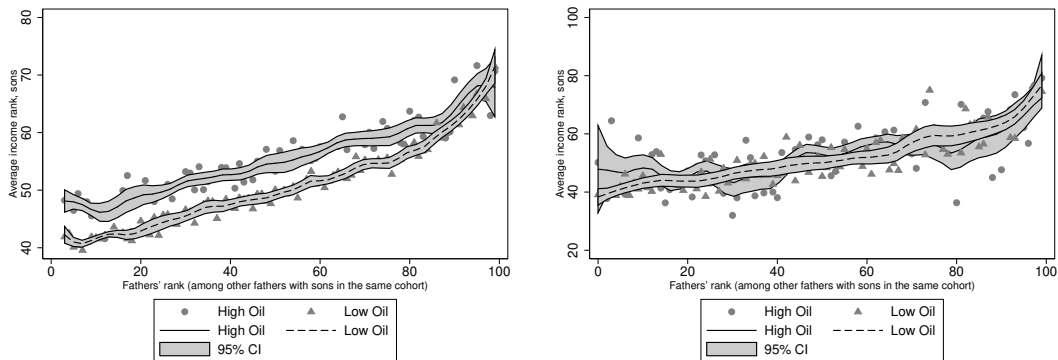 80
70
60
50
40
Average income rank, sons
0 20 40 60 80 100
Fathers' rank (among other fathers with sons in the same cohort)
High Oil Low Oil
High Oil Low Oil
95% CI
100
80
60
40
20
Average income rank, sons
0 20 40 60 80 100
Fathers' rank (among other fathers with sons in the same cohort)
High Oil Low Oil
High Oil Low Oil
95% CI